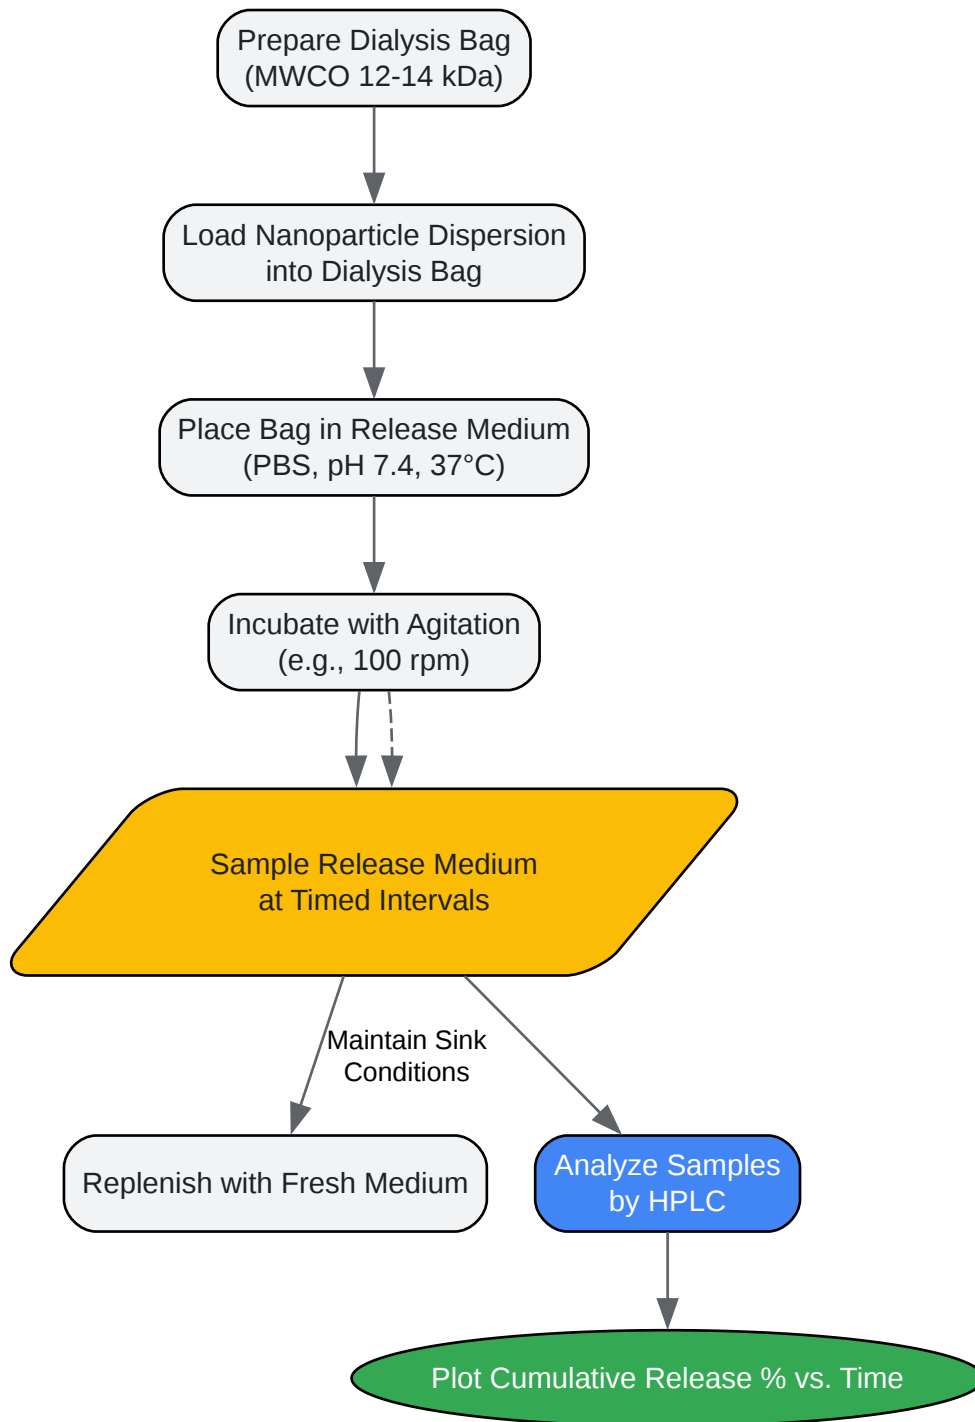 Prepare Dialysis Bag
(MWCO 12-14 kDa)
Load Nanoparticle Dispersion
into Dialysis Bag
Place Bag in Release Medium
(PBS, pH 7.4, 37°C)
Incubate with Agitation
(e.g., 100 rpm)
Sample Release Medium
at Timed Intervals
Maintain Sink
Conditions
Replenish with Fresh Medium
Analyze Samples
by HPLC
Plot Cumulative Release % vs. Time